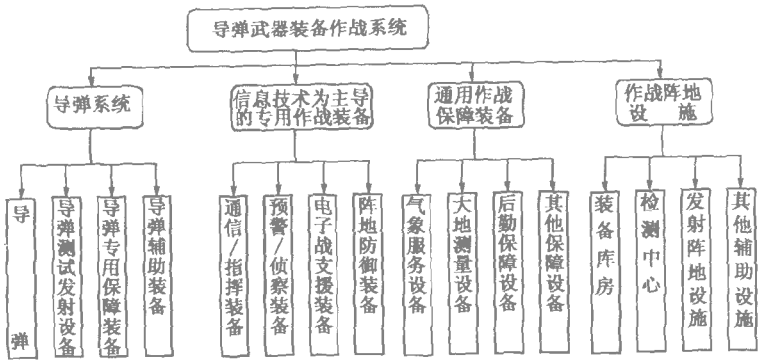 导弹武器装备作战系统
导弹系统
信息技术为主导
的专用作战装备
通用作战
保障装备
作战阵地
设施
导弹
导弹测试发射设备
导弹专用保障装备
导弹辅助装备
通信/指挥装备
预警/侦察装备
电子战支援装备
阵地防御装备
气象服务设备
大地测量设备
后勤保障设备
其他保障设备
装备库房
检测中心
发射阵地设施
其他辅助设施